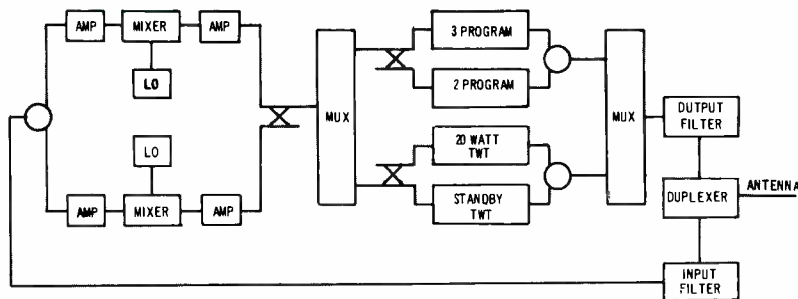 AMP
MIXER
AMP
LO
LO
AMP
MIXER
AMP
MUX
3 PROGRAM
2 PROGRAM
20 WATT
TWT
STANDBY
TWT
MUX
OUTPUT
FILTER
DUPLEXER
ANTENNA
INPUT
FILTER